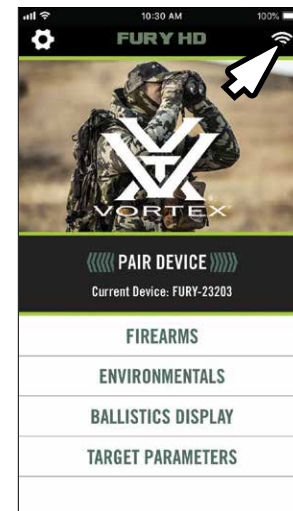 10:30 AM 100%
FURY HD
VORTEX
PAIR DEVICE
Current Device: FURY-23203
FIREARMS
ENVIRONMENTALS
BALLISTICS DISPLAY
TARGET PARAMETERS